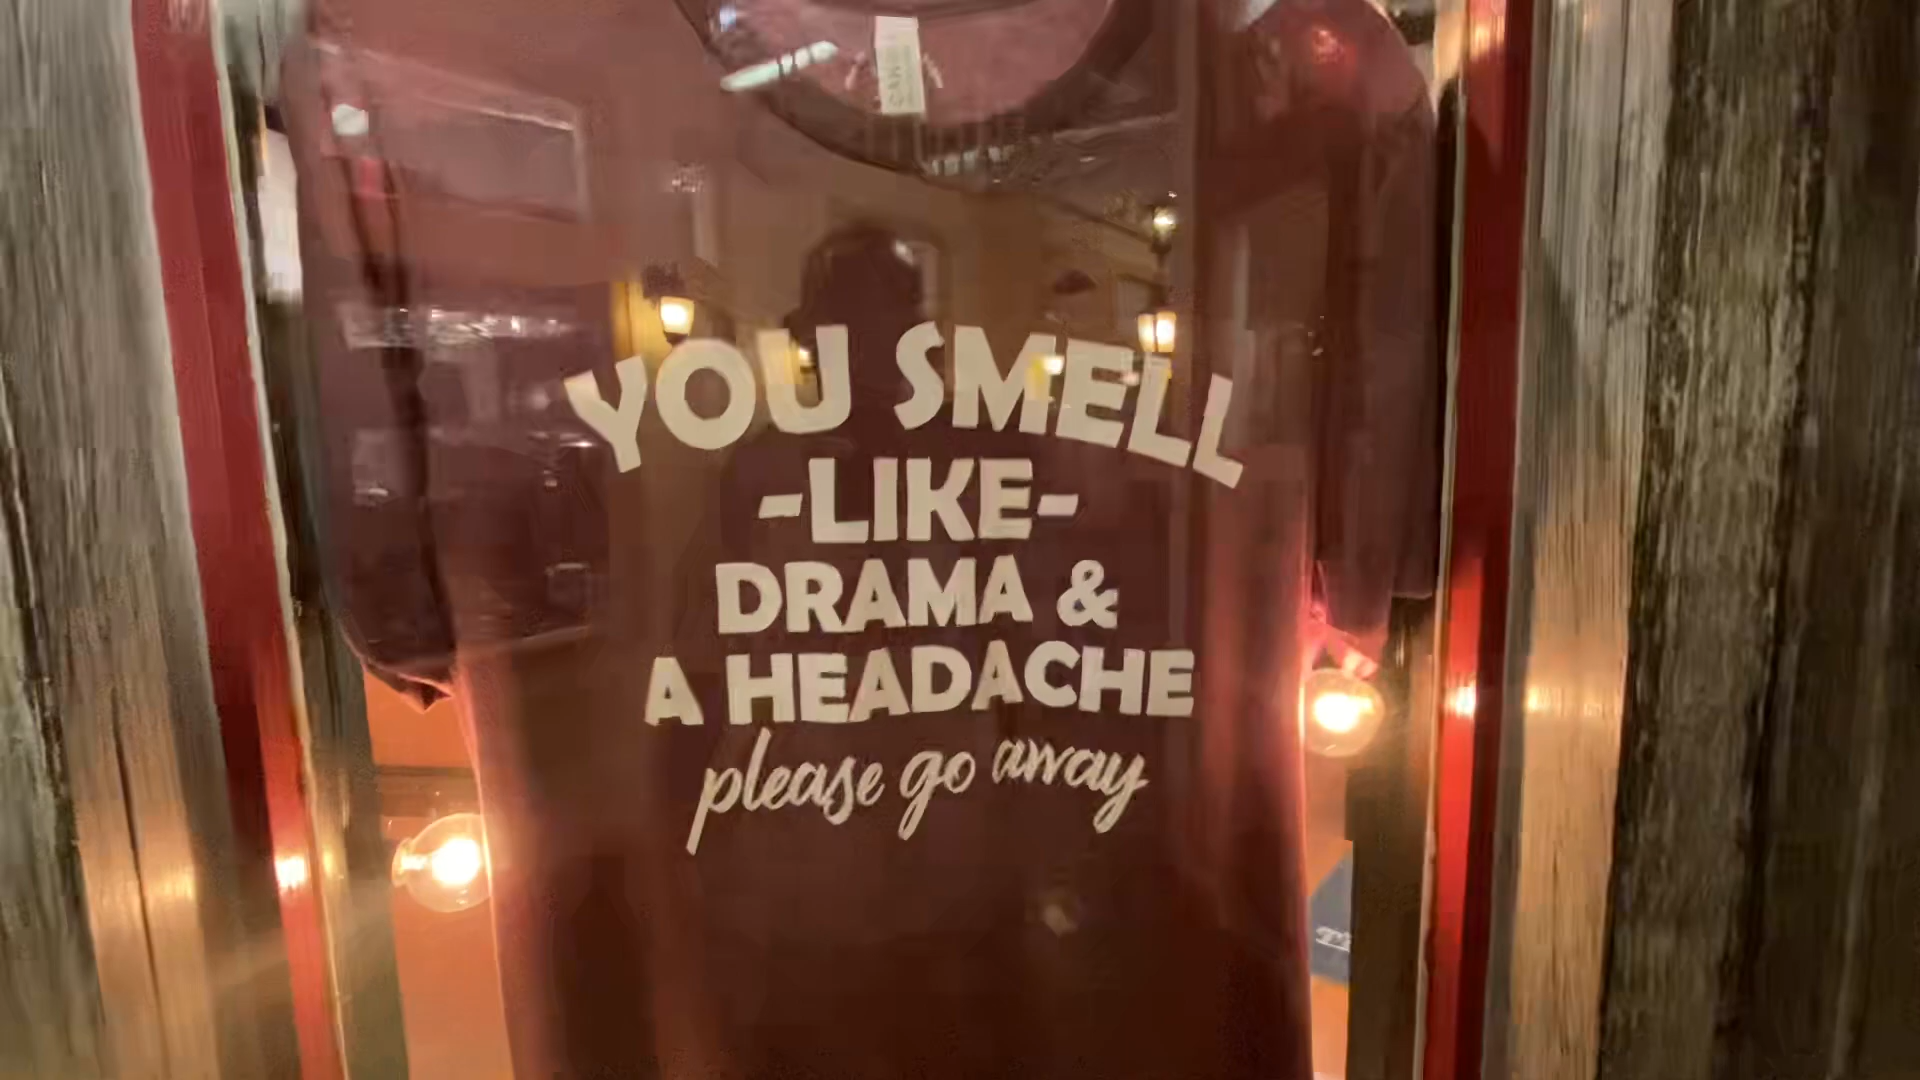 YOU SMELL
-LIKE-
DRAMA &
A HEADACHE
please go away